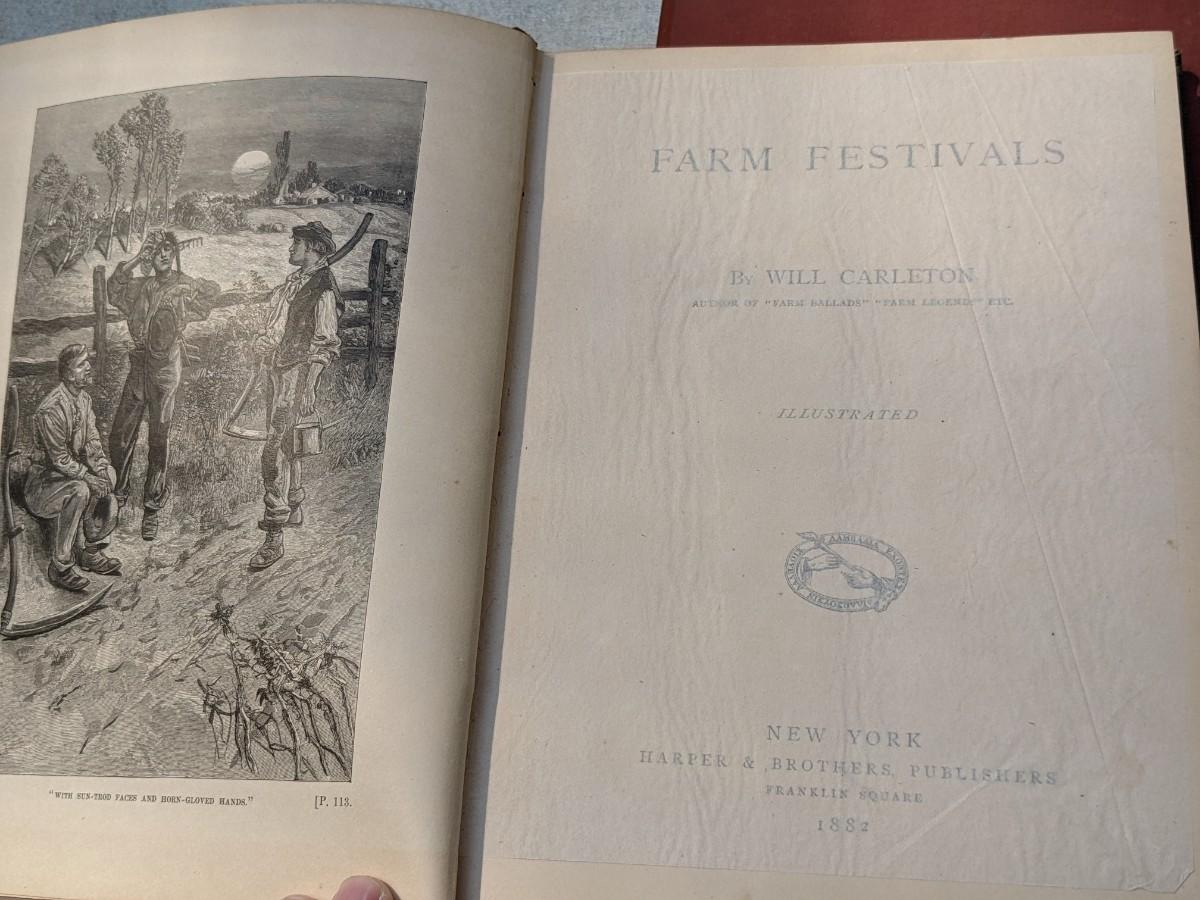 "WITH SUN-TROD FACES AND HORN-GLOVED HANDS." [P. 113.
FARM FESTIVALS
By WILL CARLETON
AUTHOR OF "FARM BALLADS" "FARM LEGENDS" ETC.
ILLUSTRATED
NEW YORK
HARPER & BROTHERS, PUBLISHERS
FRANKLIN SQUARE
1882